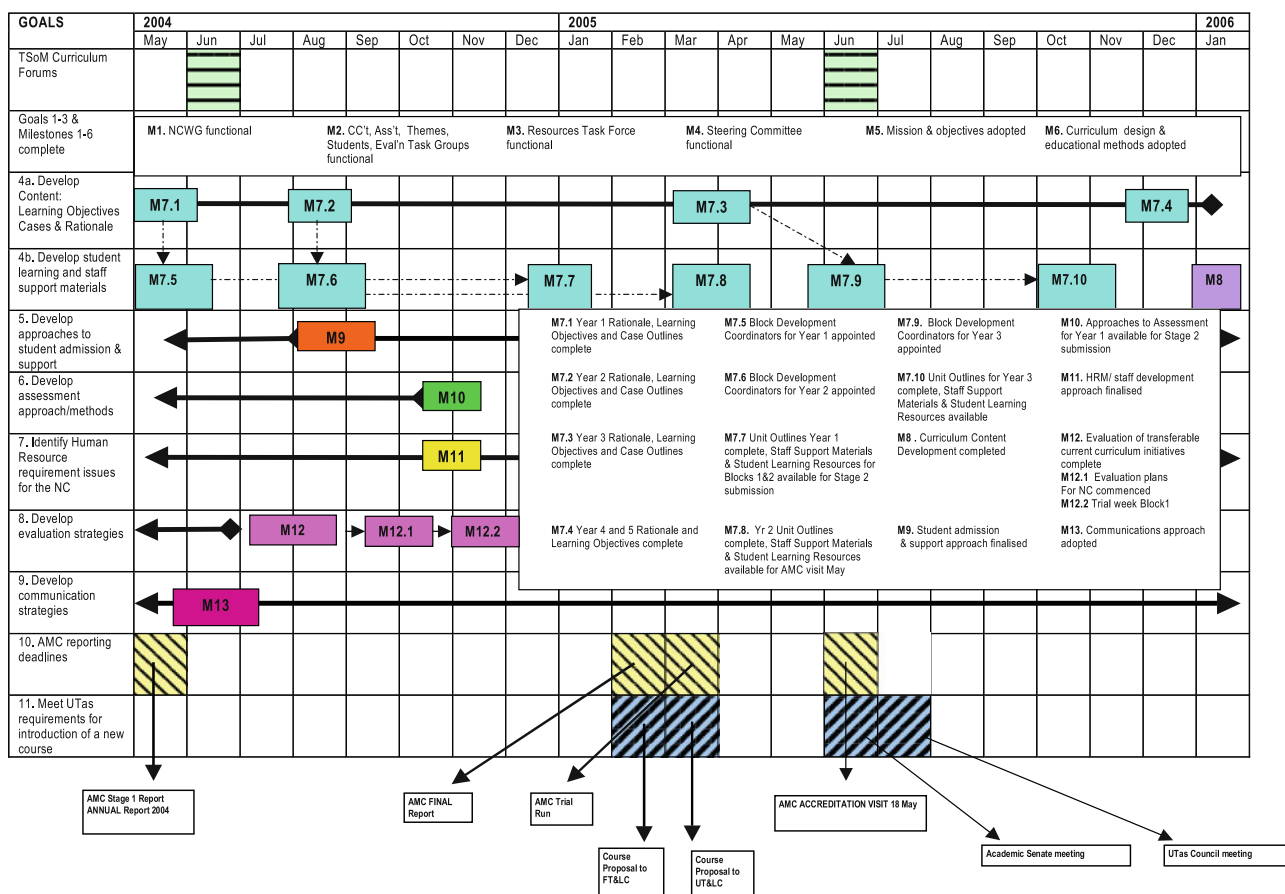 GOALS
2004
2005
2006
May
Jun
Jul
Aug
Sep
Oct
Nov
Dec
Jan
Feb
Mar
Apr
May
Jun
Jul
Aug
Sep
Oct
Nov
Dec
Jan
TSoM Curriculum
Forums
Goals 1-3 &
Milestones 1-6
complete
M1. NCWG functional
M2. CC't, Ass't, Themes,
Students, Eval'n Task Groups
functional
M3. Resources Task Force
functional
M4. Steering Committee
functional
M5. Mission & objectives adopted
M6. Curriculum design &
educational methods adopted
4a. Develop
Content:
Learning Objectives
Cases & Rationale
M7.1
M7.2
M7.3
M7.4
4b. Develop student
learning and staff
support materials
M7.5
M7.6
M7.7
M7.8
M7.9
M7.10
M8
5. Develop
approaches to
student admission &
support
M9
6. Develop
assessment
approach/methods
M10
7. Identify Human
Resource
requirement issues
for the NC
M11
8. Develop
evaluation strategies
M12
M12.1
M12.2
9. Develop
communication
strategies
M13
M7.1 Year 1 Rationale, Learning
Objectives and Case Outlines
complete
M7.5 Block Development
Coordinators for Year 1 appointed
M7.9. Block Development
Coordinators for Year 3
appointed
M10. Approaches to Assessment
for Year 1 available for Stage 2
submission
M7.2 Year 2 Rationale, Learning
Objectives and Case Outlines
complete
M7.6 Block Development
Coordinators for Year 2 appointed
M7.10 Unit Outlines for Year 3
complete, Staff Support
Materials & Student Learning
Resources available
M11. HRM/ staff development
approach finalised
M7.3 Year 3 Rationale, Learning
Objectives and Case Outlines
complete
M7.7 Unit Outlines Year 1
complete, Staff Support Materials
& Student Learning Resources for
Blocks 1&2 available for Stage 2
submission
M8 . Curriculum Content
Development completed
M12. Evaluation of transferable
current curriculum initiatives
complete
M12.1 Evaluation plans
For NC commenced
M12.2 Trial week Block1
M7.4 Year 4 and 5 Rationale and
Learning Objectives complete
M7.8. Yr 2 Unit Outlines
complete, Staff Support Materials
& Student Learning Resources
available for AMC visit May
M9. Student admission
& support approach finalised
M13. Communications approach
adopted
10. AMC reporting
deadlines
11. Meet UTas
requirements for
introduction of a new
course
AMC Stage 1 Report
ANNUAL Report 2004
AMC FINAL
Report
AMC Trial
Run
AMC ACCREDITATION VISIT 18 May
Course
Proposal to
FT&LC
Course
Proposal to
UT&LC
Academic Senate meeting
UTas Council meeting